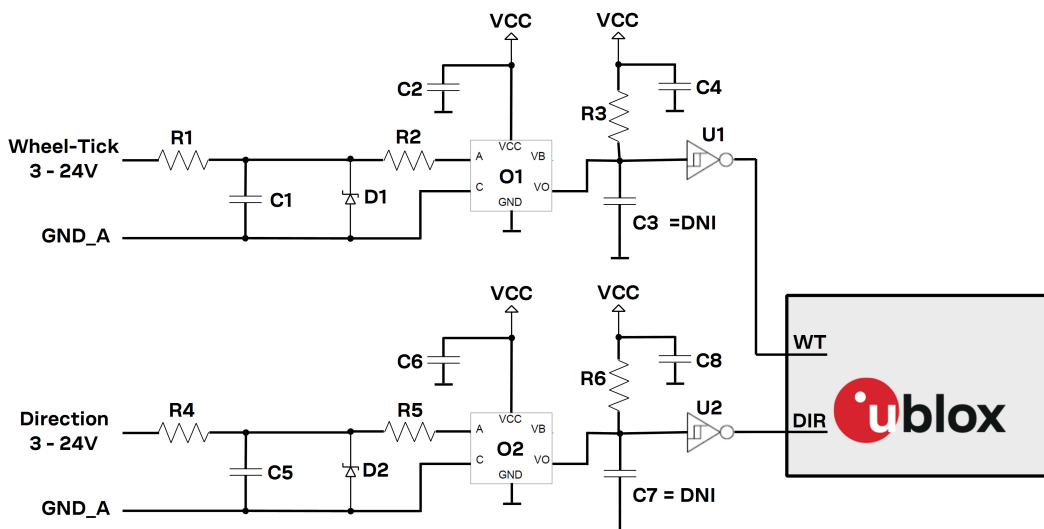 VCC
VCC
C2
C4
R3
Wheel-Tick
3 - 24V
R1
R2
U1
VCC
A
VB
O1
C
VO
GND
C1
D1
C3 =DNI
GND_A
VCC
VCC
WT
C6
C8
R6
Direction
3 - 24V
R4
R5
U2
DIR
ublox
VCC
A
VB
O2
C
VO
GND
C5
D2
C7 = DNI
GND_A